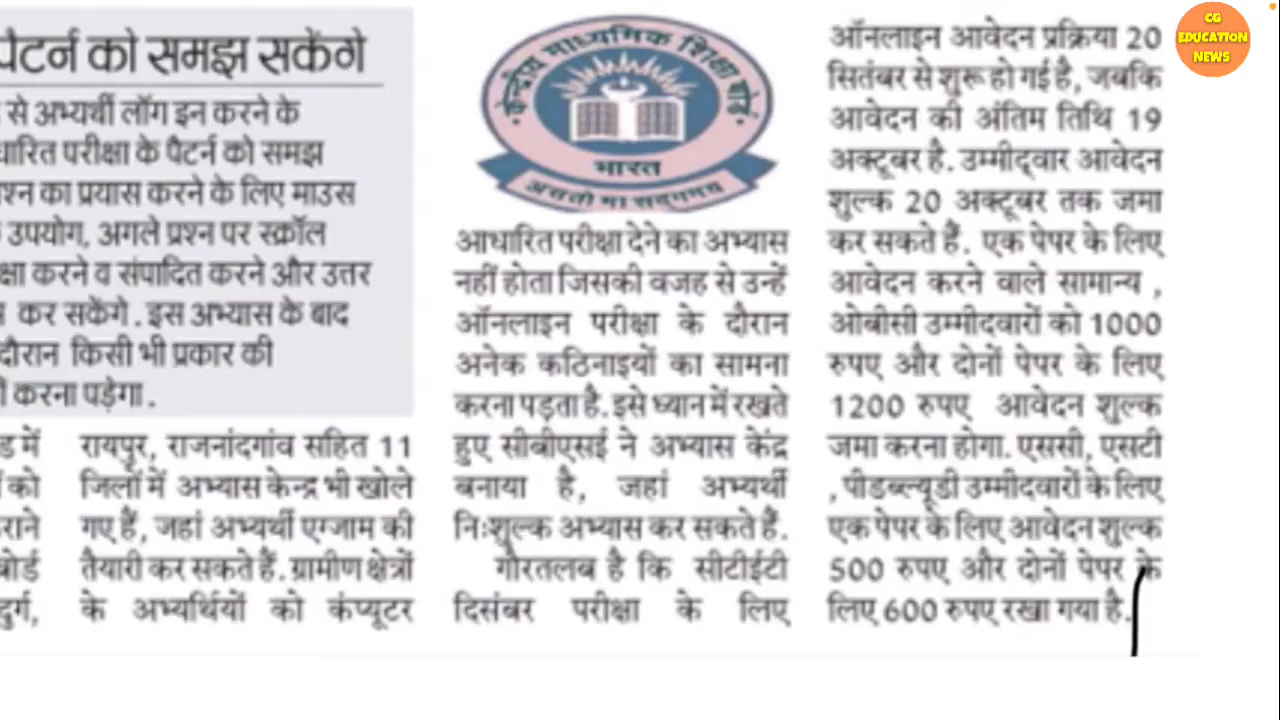 पैटर्न को समझ सकेंगे
से अभ्यर्थी लॉग इन करने के
धारित परीक्षा के पैटर्न को समझ
प्रश्न का प्रयास करने के लिए माउस
उपयोग, अगले प्रश्न पर स्क्रॉल
करने व संपादित करने और उत्तर
कर सकेंगे . इस अभ्यास के बाद
दौरान किसी भी प्रकार की
करना पड़ेगा .
में
को
दुर्ग,
रायपुर, राजनांदगांव सहित 11
जिलों में अभ्यास केन्द्र भी खोले
गए हैं, जहां अभ्यर्थी एग्जाम की
तैयारी कर सकते हैं. ग्रामीण क्षेत्रों
के अभ्यर्थियों को कंप्यूटर
केन्द्रीय माध्यमिक शिक्षा बोर्ड
भारत
असतो मा सद्गमय
आधारित परीक्षा देने का अभ्यास
नहीं होता जिसकी वजह से उन्हें
ऑनलाइन परीक्षा के दौरान
अनेक कठिनाइयों का सामना
करना पड़ता है. इसे ध्यान में रखते
हुए सीबीएसई ने अभ्यास केंद्र
बनाया है, जहां अभ्यर्थी
निःशुल्क अभ्यास कर सकते हैं.
गौरतलब है कि सीटीईटी
दिसंबर परीक्षा के लिए
ऑनलाइन आवेदन प्रक्रिया 20
सितंबर से शुरू हो गई है, जबकि
आवेदन की अंतिम तिथि 19
अक्टूबर है. उम्मीद्वार आवेदन
शुल्क 20 अक्टूबर तक जमा
कर सकते हैं. एक पेपर के लिए
आवेदन करने वाले सामान्य ,
ओबीसी उम्मीदवारों को 1000
रुपए और दोनों पेपर के लिए
1200 रुपए आवेदन शुल्क
जमा करना होगा. एससी, एसटी
, पीडब्ल्यूडी उम्मीदवारों के लिए
एक पेपर के लिए आवेदन शुल्क
500 रुपए और दोनों पेपर के
लिए 600 रुपए रखा गया है.
CG
EDUCATION
NEWS